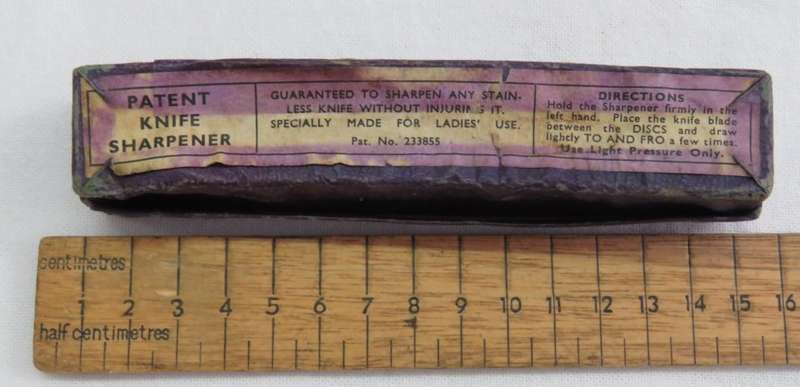 PATENT
KNIFE
SHARPENER
GUARANTEED TO SHARPEN ANY STAIN-
LESS KNIFE WITHOUT INJURING IT.
SPECIALLY MADE FOR LADIES' USE.
Pat. No. 233855
DIRECTIONS
Hold the Sharpener firmly in the
left hand. Place the knife blade
between the DISCS and draw
lightly TO AND FRO a few times.
Use Light Pressure Only.
centimetres
1 2 3 4 5 6 7 8 9 10 11 12 13 14 15 16
half centimetres